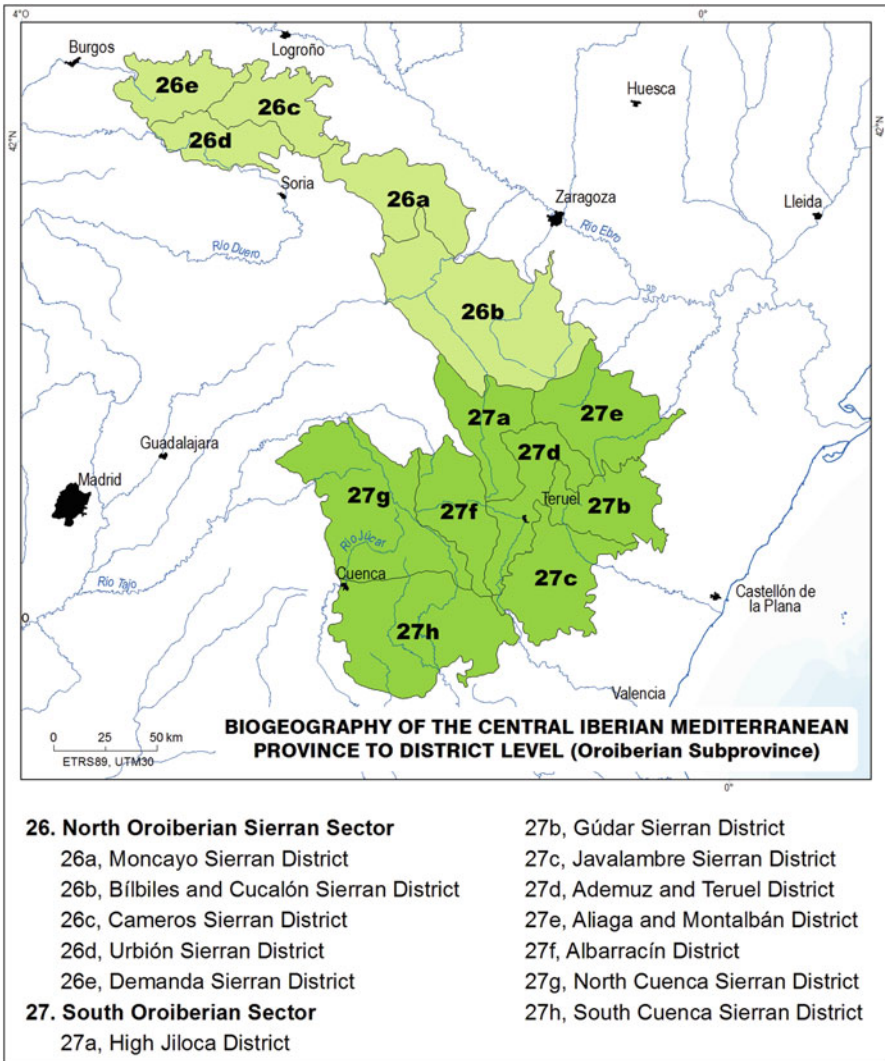 4°O
0°
Burgos
Logroño
26e
26c
Huesca
42°N
42°N
26d
Soria
26a
Zaragoza
Lleida
Río Duero
Río Ebro
26b
27a
27e
Guadalajara
27d
Madrid
27g
27f
Teruel
27b
Río Júcar
Cuenca
27c
Río Tajo
Castellón de
la Plana
O
27h
Valencia
BIOGEOGRAPHY OF THE CENTRAL IBERIAN MEDITERRANEAN
PROVINCE TO DISTRICT LEVEL (Oroiberian Subprovince)
0 25 50 km
ETRS89, UTM30
0°
26. North Oroiberian Sierran Sector
26a, Moncayo Sierran District
26b, Bílbiles and Cucalón Sierran District
26c, Cameros Sierran District
26d, Urbión Sierran District
26e, Demanda Sierran District
27. South Oroiberian Sector
27a, High Jiloca District
27b, Gúdar Sierran District
27c, Javalambre Sierran District
27d, Ademuz and Teruel District
27e, Aliaga and Montalbán District
27f, Albarracín District
27g, North Cuenca Sierran District
27h, South Cuenca Sierran District